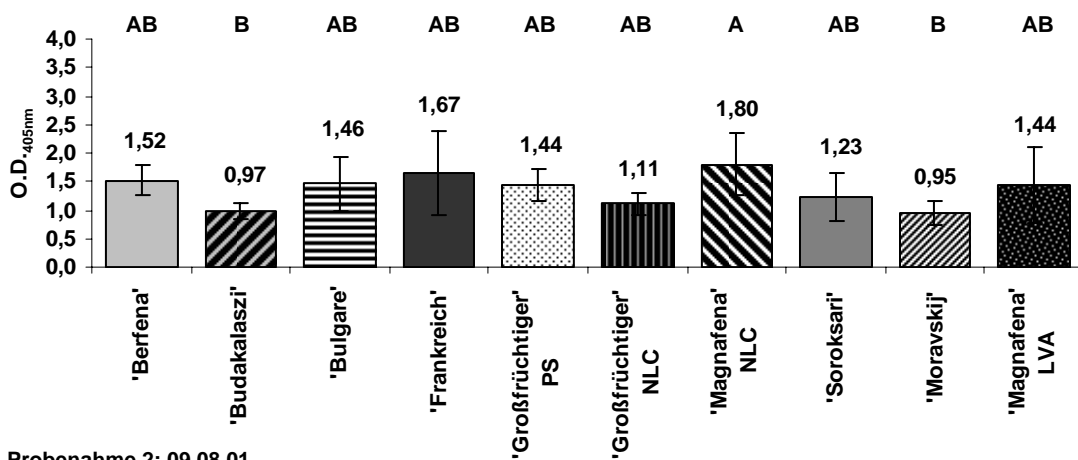 AB B AB AB AB AB A AB B AB
4,0
3,5
3,0
2,5
2,0
1,5
1,0
0,5
0,0
O.D.405nm
1,52 0,97 1,46 1,67 1,44 1,11 1,80 1,23 0,95 1,44
'Berfena'
'Budakalaszi'
'Bulgare'
'Frankreich'
'Großfrüchtiger'
PS
'Großfrüchtiger'
NLC
'Magnafena'
NLC
'Soroksari'
'Moravskij'
'Magnafena'
LVA
Probenahme 2: 09.08.01